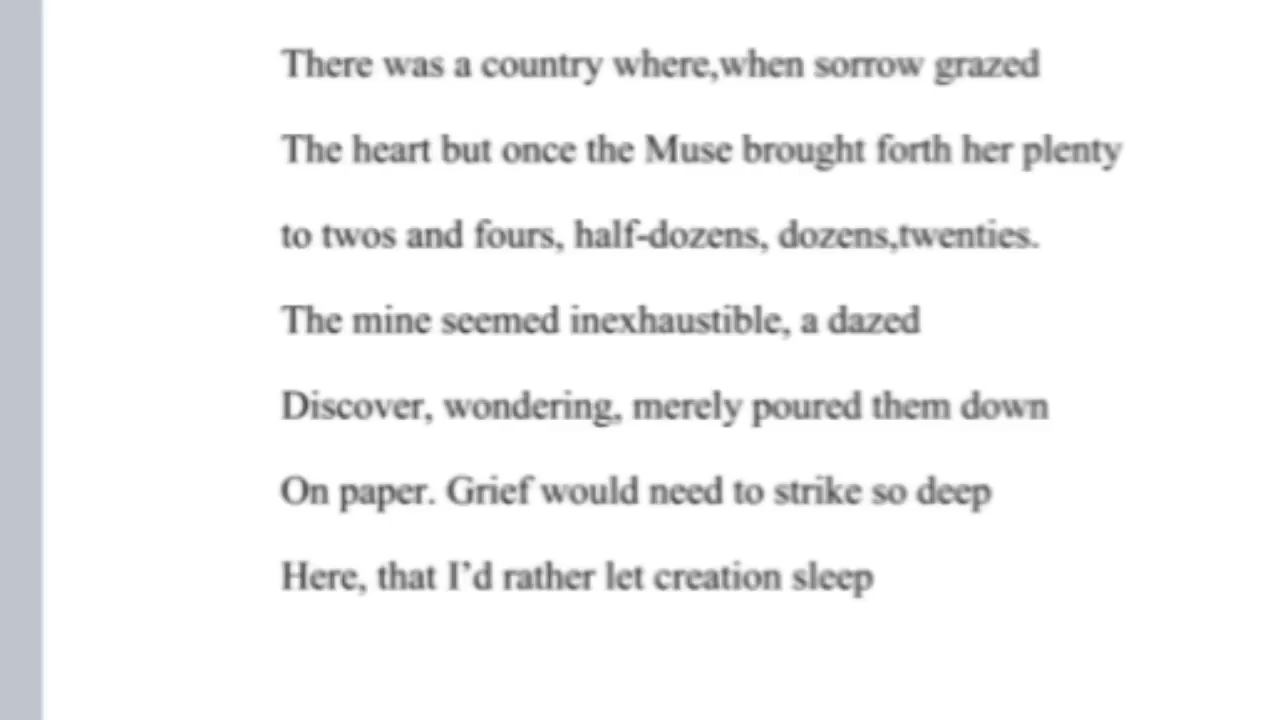 There was a country where,when sorrow grazed
The heart but once the Muse brought forth her plenty
to twos and fours, half-dozens, dozens,twenties.
The mine seemed inexhaustible, a dazed
Discover, wondering, merely poured them down
On paper. Grief would need to strike so deep
Here, that I’d rather let creation sleep